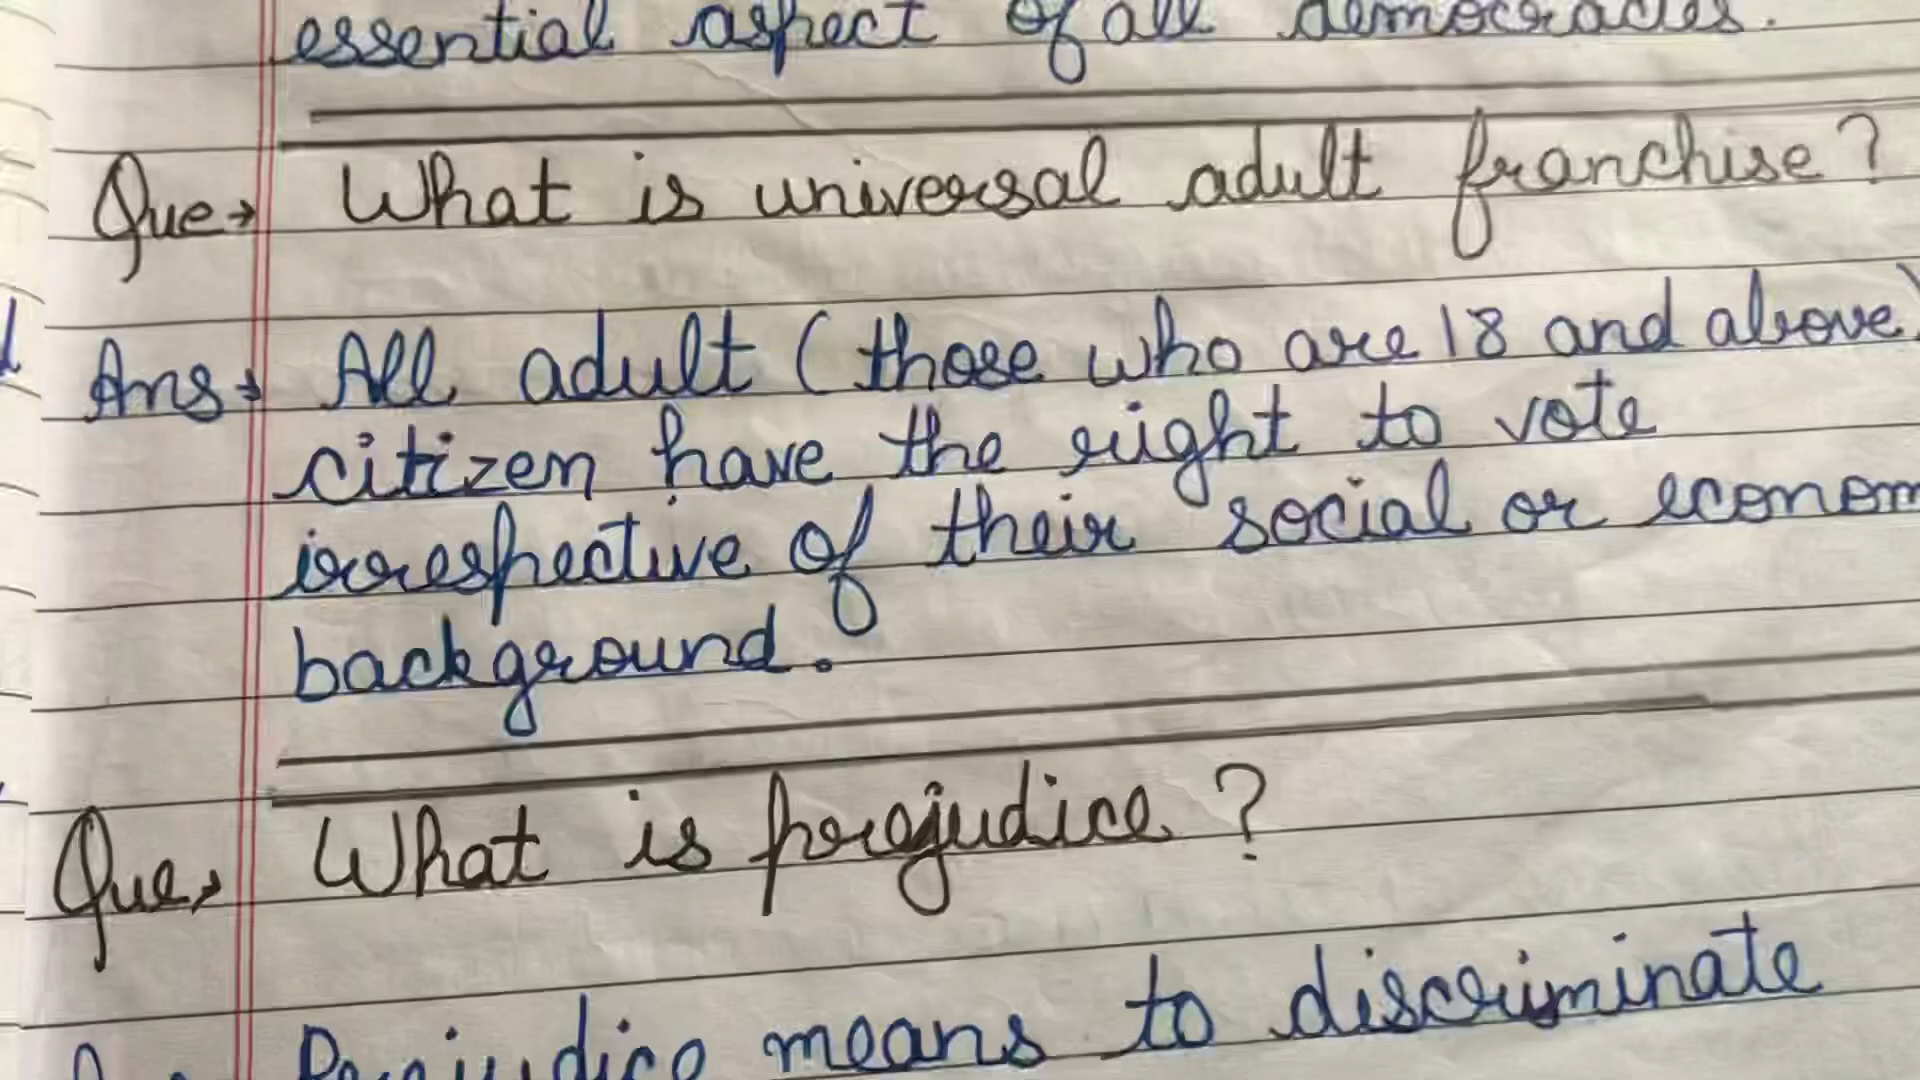 essential aspect of all democracies.
Que→ What is universal adult franchise?
Ans→ All adult (those who are 18 and above)
citizen have the right to vote
irrespective of their social or econom
background.
Que→ What is prejudice?
Prejudice means to discriminate